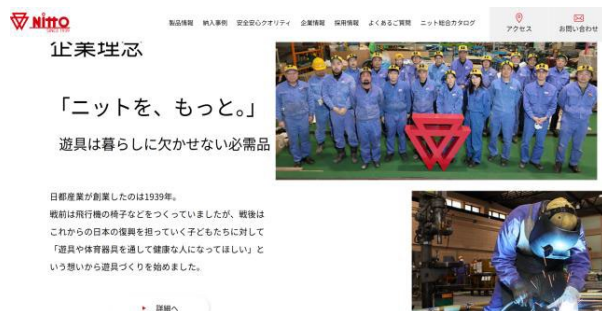 NITTO
SINCE 1939
製品情報 納入事例 安全安心クオリティ 企業情報 採用情報 よくあるご質問 ニット総合カタログ
アクセス
お問い合わせ
企業理念
「ニットを、もっと。」
遊具は暮らしに欠かせない必需品
日都産業が創業したのは1939年。
戦前は飛行機の椅子などをつくっていましたが、戦後は
これからの日本の復興を担っていく子どもたちに対して
「遊具や体育器具を通して健康な人になってほしい」と
いう想いから遊具づくりを始めました。
詳細へ